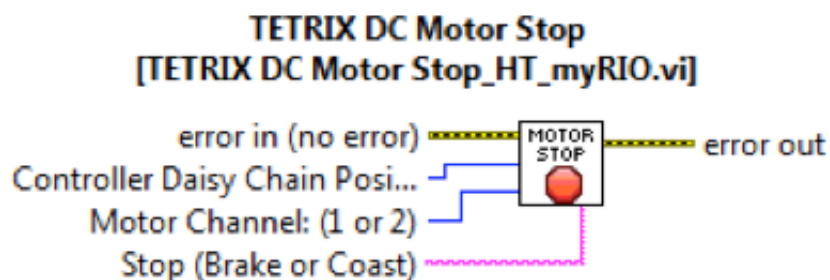 TETRIX DC Motor Stop
[TETRIX DC Motor Stop_HT_myRIO.vi]
error in (no error)
MOTOR
STOP
error out
Controller Daisy Chain Posi...
Motor Channel: (1 or 2)
Stop (Brake or Coast)